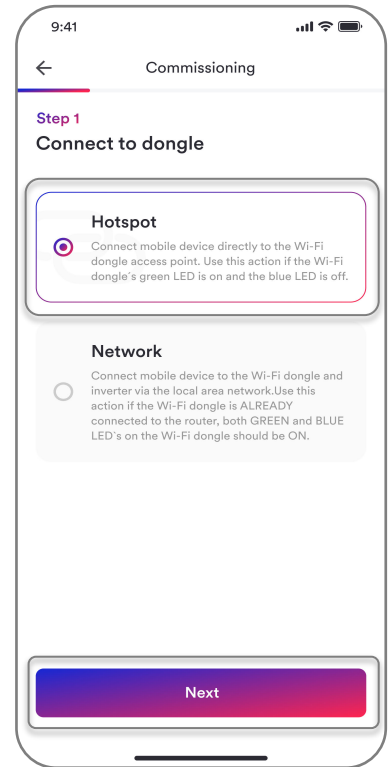 9:41
Commissioning
Step 1
Connect to dongle
Hotspot
Connect mobile device directly to the Wi-Fi
dongle access point. Use this action if the Wi-Fi
dongle´s green LED is on and the blue LED is off.
Network
Connect mobile device to the Wi-Fi dongle and
inverter via the local area network.Use this
action if the Wi-Fi dongle is ALREADY
connected to the router, both GREEN and BLUE
LED`s on the Wi-Fi dongle should be ON.
Next